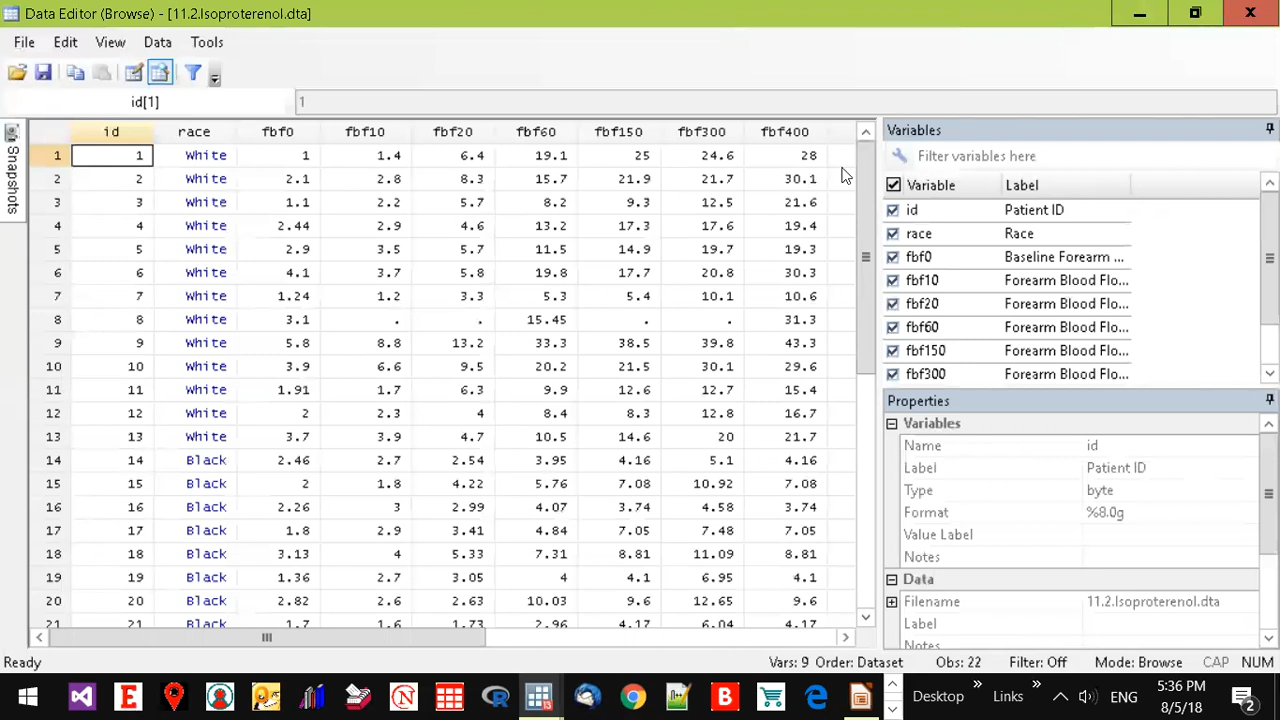 Data Editor (Browse) - [11.2.Isoproterenol.dta]
File Edit View Data Tools
id[1] 1
Snapshots
id race fbf0 fbf10 fbf20 fbf60 fbf150 fbf300 fbf400
1 1 White 1 1.4 6.4 19.1 25 24.6 28
2 2 White 2.1 2.8 8.3 15.7 21.9 21.7 30.1
3 3 White 1.1 2.2 5.7 8.2 9.3 12.5 21.6
4 4 White 2.44 2.9 4.6 13.2 17.3 17.6 19.4
5 5 White 2.9 3.5 5.7 11.5 14.9 19.7 19.3
6 6 White 4.1 3.7 5.8 19.8 17.7 20.8 30.3
7 7 White 1.24 1.2 3.3 5.3 5.4 10.1 10.6
8 8 White 3.1 . . 15.45 . . 31.3
9 9 White 5.8 8.8 13.2 33.3 38.5 39.8 43.3
10 10 White 3.9 6.6 9.5 20.2 21.5 30.1 29.6
11 11 White 1.91 1.7 6.3 9.9 12.6 12.7 15.4
12 12 White 2 2.3 4 8.4 8.3 12.8 16.7
13 13 White 3.7 3.9 4.7 10.5 14.6 20 21.7
14 14 Black 2.46 2.7 2.54 3.95 4.16 5.1 4.16
15 15 Black 2 1.8 4.22 5.76 7.08 10.92 7.08
16 16 Black 2.26 3 2.99 4.07 3.74 4.58 3.74
17 17 Black 1.8 2.9 3.41 4.84 7.05 7.48 7.05
18 18 Black 3.13 4 5.33 7.31 8.81 11.09 8.81
19 19 Black 1.36 2.7 3.05 4 4.1 6.95 4.1
20 20 Black 2.82 2.6 2.63 10.03 9.6 12.65 9.6
21 21 Black 1.7 1.6 1.73 2.96 4.17 6.04 4.17
Variables
Filter variables here
Variable Label
id Patient ID
race Race
fbf0 Baseline Forearm ...
fbf10 Forearm Blood Flo...
fbf20 Forearm Blood Flo...
fbf60 Forearm Blood Flo...
fbf150 Forearm Blood Flo...
fbf300 Forearm Blood Flo...
Properties
Variables
Name id
Label Patient ID
Type byte
Format %8.0g
Value Label
Notes
Data
Filename 11.2.Isoproterenol.dta
Label
Notes
Ready Vars: 9 Order: Dataset Obs: 22 Filter: Off Mode: Browse CAP NUM
Desktop » Links » ENG 5:36 PM
8/5/18
2